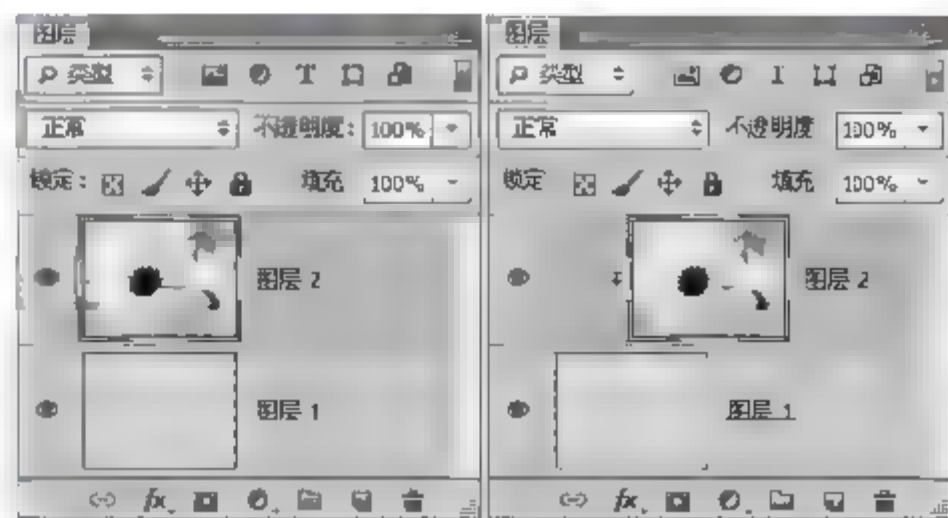 图层
类型
正常 不透明度: 100%
锁定: 填充 100%
图层 2
图层 1
fx
图层
类型
正常 不透明度 100%
锁定 填充 100%
图层 2
图层 1
fx